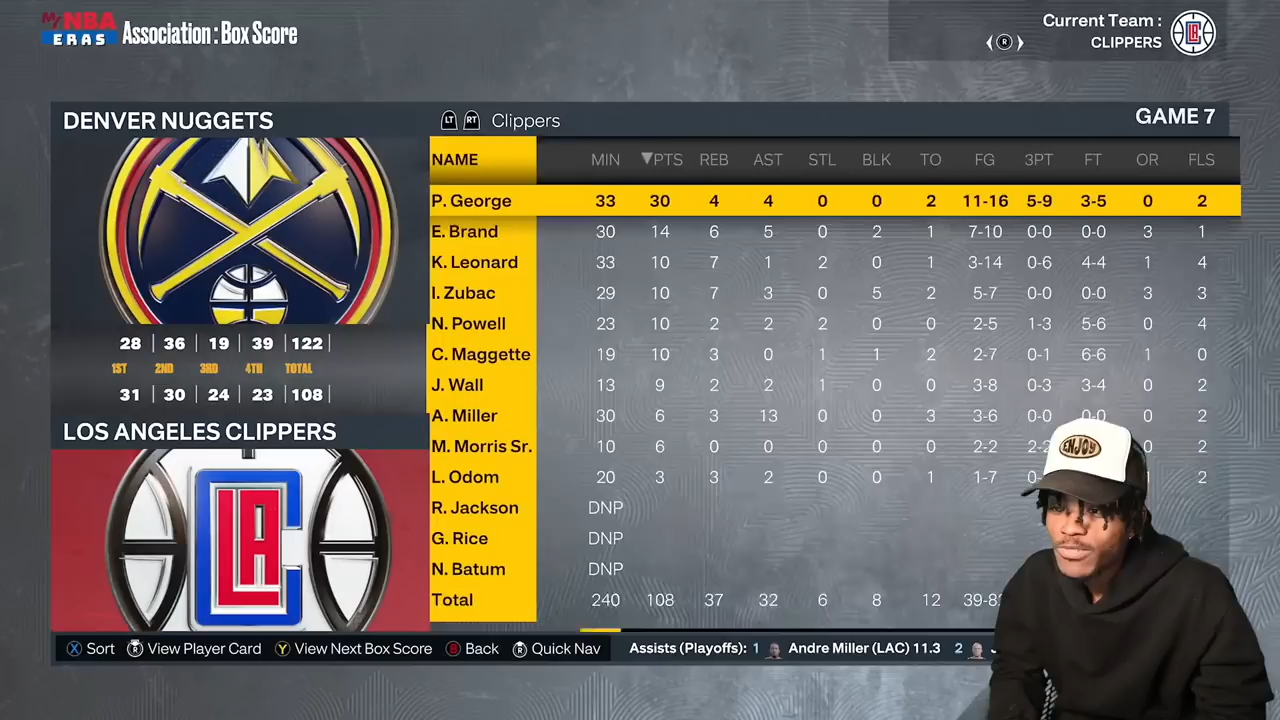 MyNBA
ERAS
Association : Box Score
Current Team :
R
CLIPPERS
DENVER NUGGETS
28 | 36 | 19 | 39 | 122 |
1ST 2ND 3RD 4TH TOTAL
31 | 30 | 24 | 23 | 108 |
LOS ANGELES CLIPPERS
LA
LT RT Clippers
GAME 7
NAME MIN ▼PTS REB AST STL BLK TO FG 3PT FT OR FLS
P. George 33 30 4 4 0 0 2 11-16 5-9 3-5 0 2
E. Brand 30 14 6 5 0 2 1 7-10 0-0 0-0 3 1
K. Leonard 33 10 7 1 2 0 1 3-14 0-6 4-4 1 4
I. Zubac 29 10 7 3 0 5 2 5-7 0-0 0-0 3 3
N. Powell 23 10 2 2 2 0 0 2-5 1-3 5-6 0 4
C. Maggette 19 10 3 0 1 1 2 2-7 0-1 6-6 1 0
J. Wall 13 9 2 2 1 0 0 3-8 0-3 3-4 0 2
A. Miller 30 6 3 13 0 0 3 3-6 0-0 0-0 0 2
M. Morris Sr. 10 6 0 0 0 0 0 2-2 2-2 0 2
L. Odom 20 3 3 2 0 0 1 1-7 2
R. Jackson DNP
G. Rice DNP
N. Batum DNP
Total 240 108 37 32 6 8 12
ENJOY
X Sort R View Player Card Y View Next Box Score B Back R Quick Nav
Assists (Playoffs): 1 Andre Miller (LAC) 11.3 2